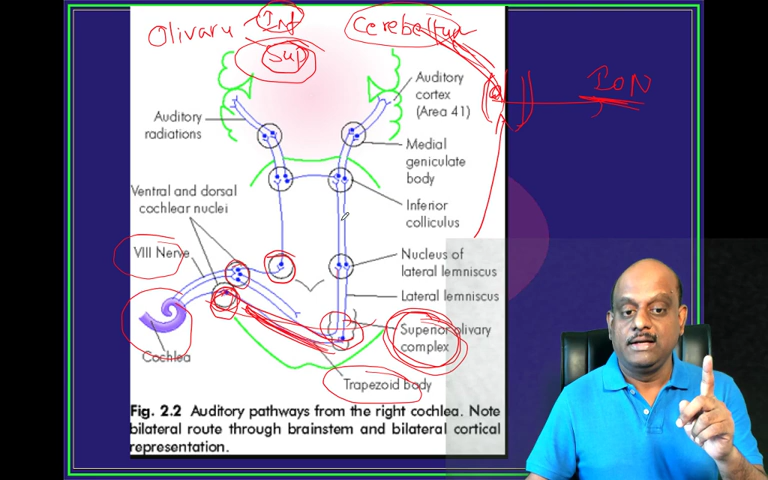 Olivary Inf
Sup
Cerebellum
ION
Auditory
cortex
(Area 41)
Auditory
radiations
Medial
geniculate
body
Ventral and dorsal
cochlear nuclei
Inferior
colliculus
VIII Nerve
Nucleus of
lateral lemniscus
Lateral lemniscus
Superior olivary
complex
Cochlea
Trapezoid body
Fig. 2.2 Auditory pathways from the right cochlea. Note
bilateral route through brainstem and bilateral cortical
representation.